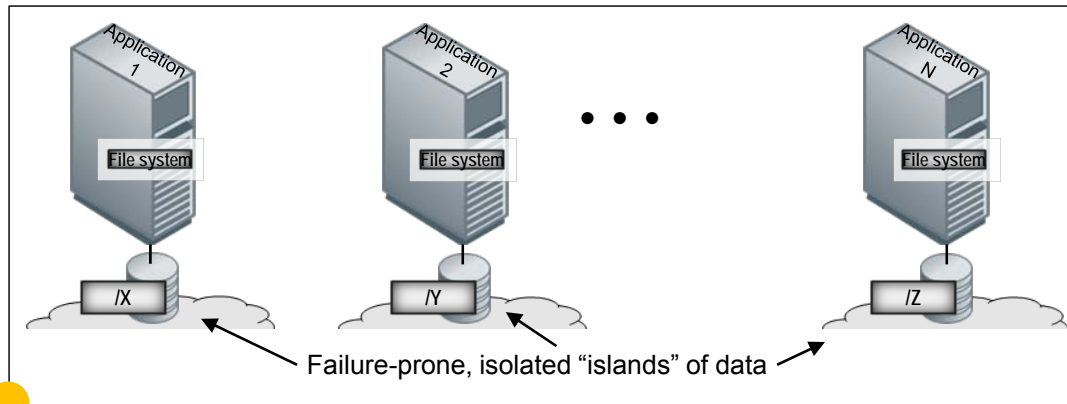 Application
1
Application
2
Application
N
• • •
File system
File system
File system
/X
/Y
/Z
Failure-prone, isolated “islands” of data